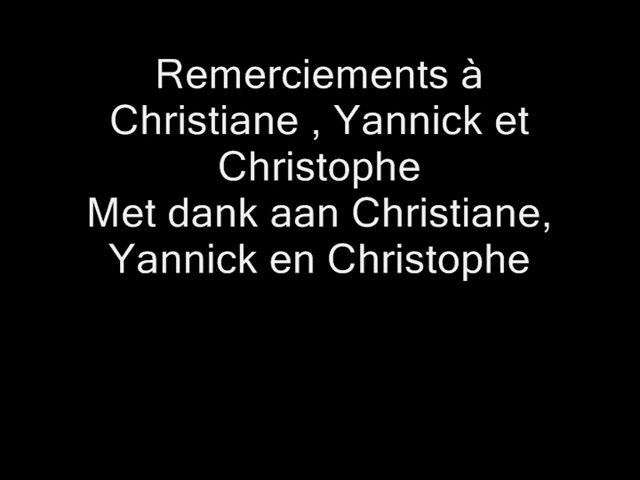 Remerciements à
Christiane , Yannick et
Christophe
Met dank aan Christiane,
Yannick en Christophe